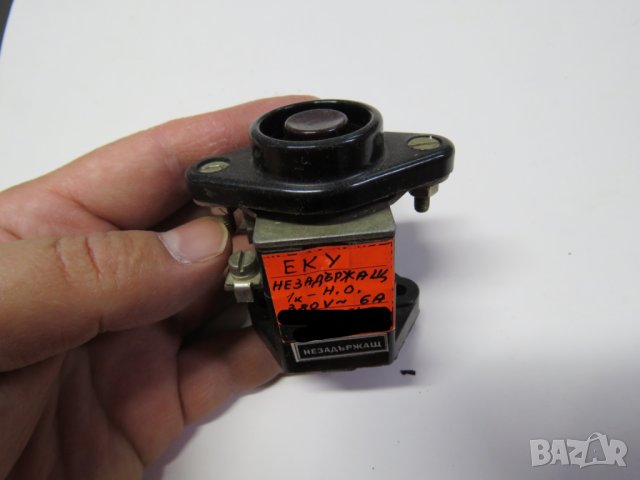 ЕКУ
НЕЗАДЪРЖАЩ
1к - Н.О.
380V~ 6A
НЕЗАДЪРЖАЩ
BAZAR